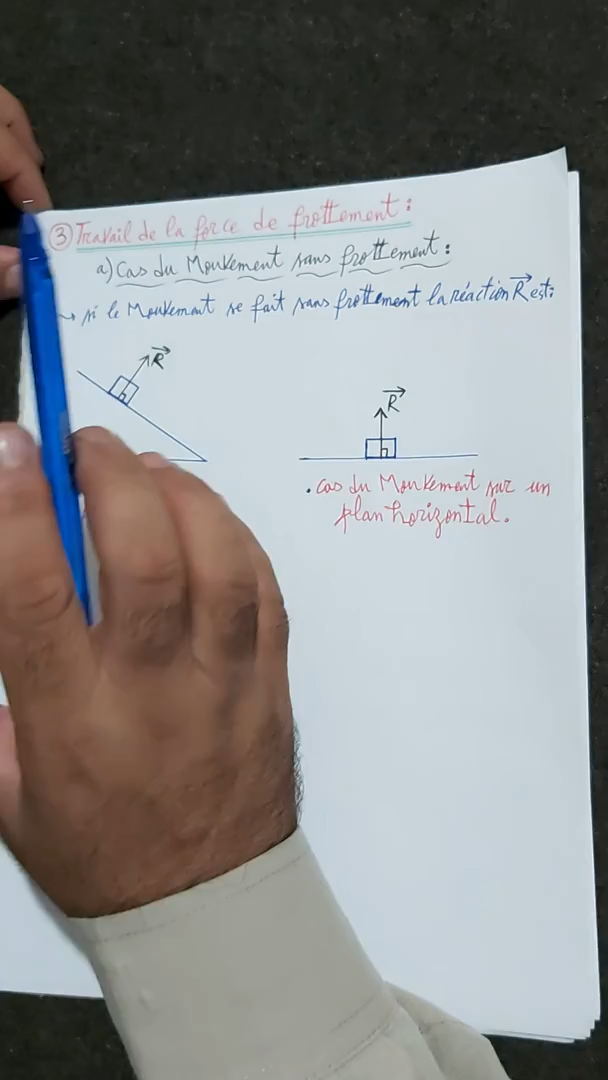 ③ Travail de la force de frottement :
a) Cas du Mouvement sans frottement :
→ si le Mouvement se fait sans frottement la réaction R⃗ est :
R⃗
R⃗
. cas du Mouvement sur un
plan horizontal.